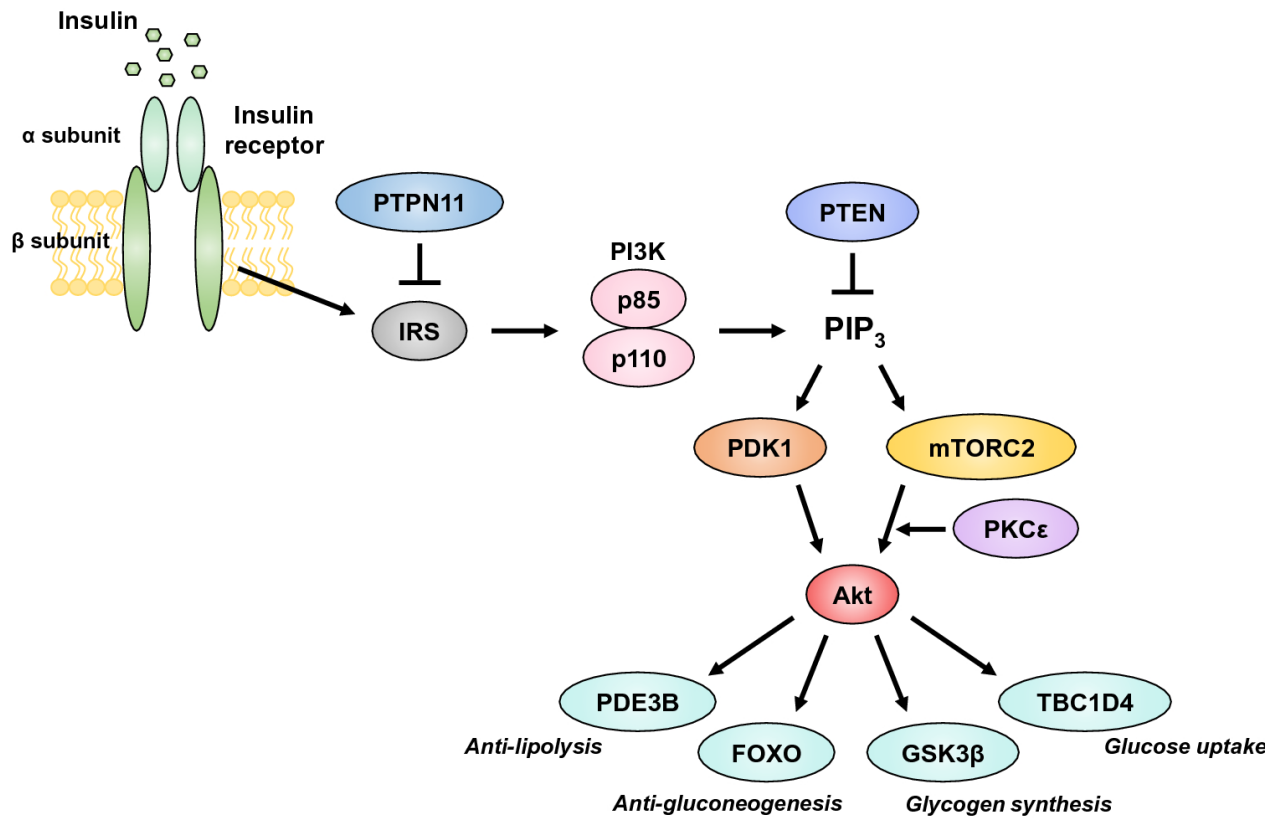 Insulin
α subunit
Insulin
receptor
β subunit
PTPN11
IRS
PI3K
p85
p110
PTEN
PIP₃
PDK1
mTORC2
PKCε
Akt
PDE3B
Anti-lipolysis
FOXO
Anti-gluconeogenesis
GSK3β
Glycogen synthesis
TBC1D4
Glucose uptake